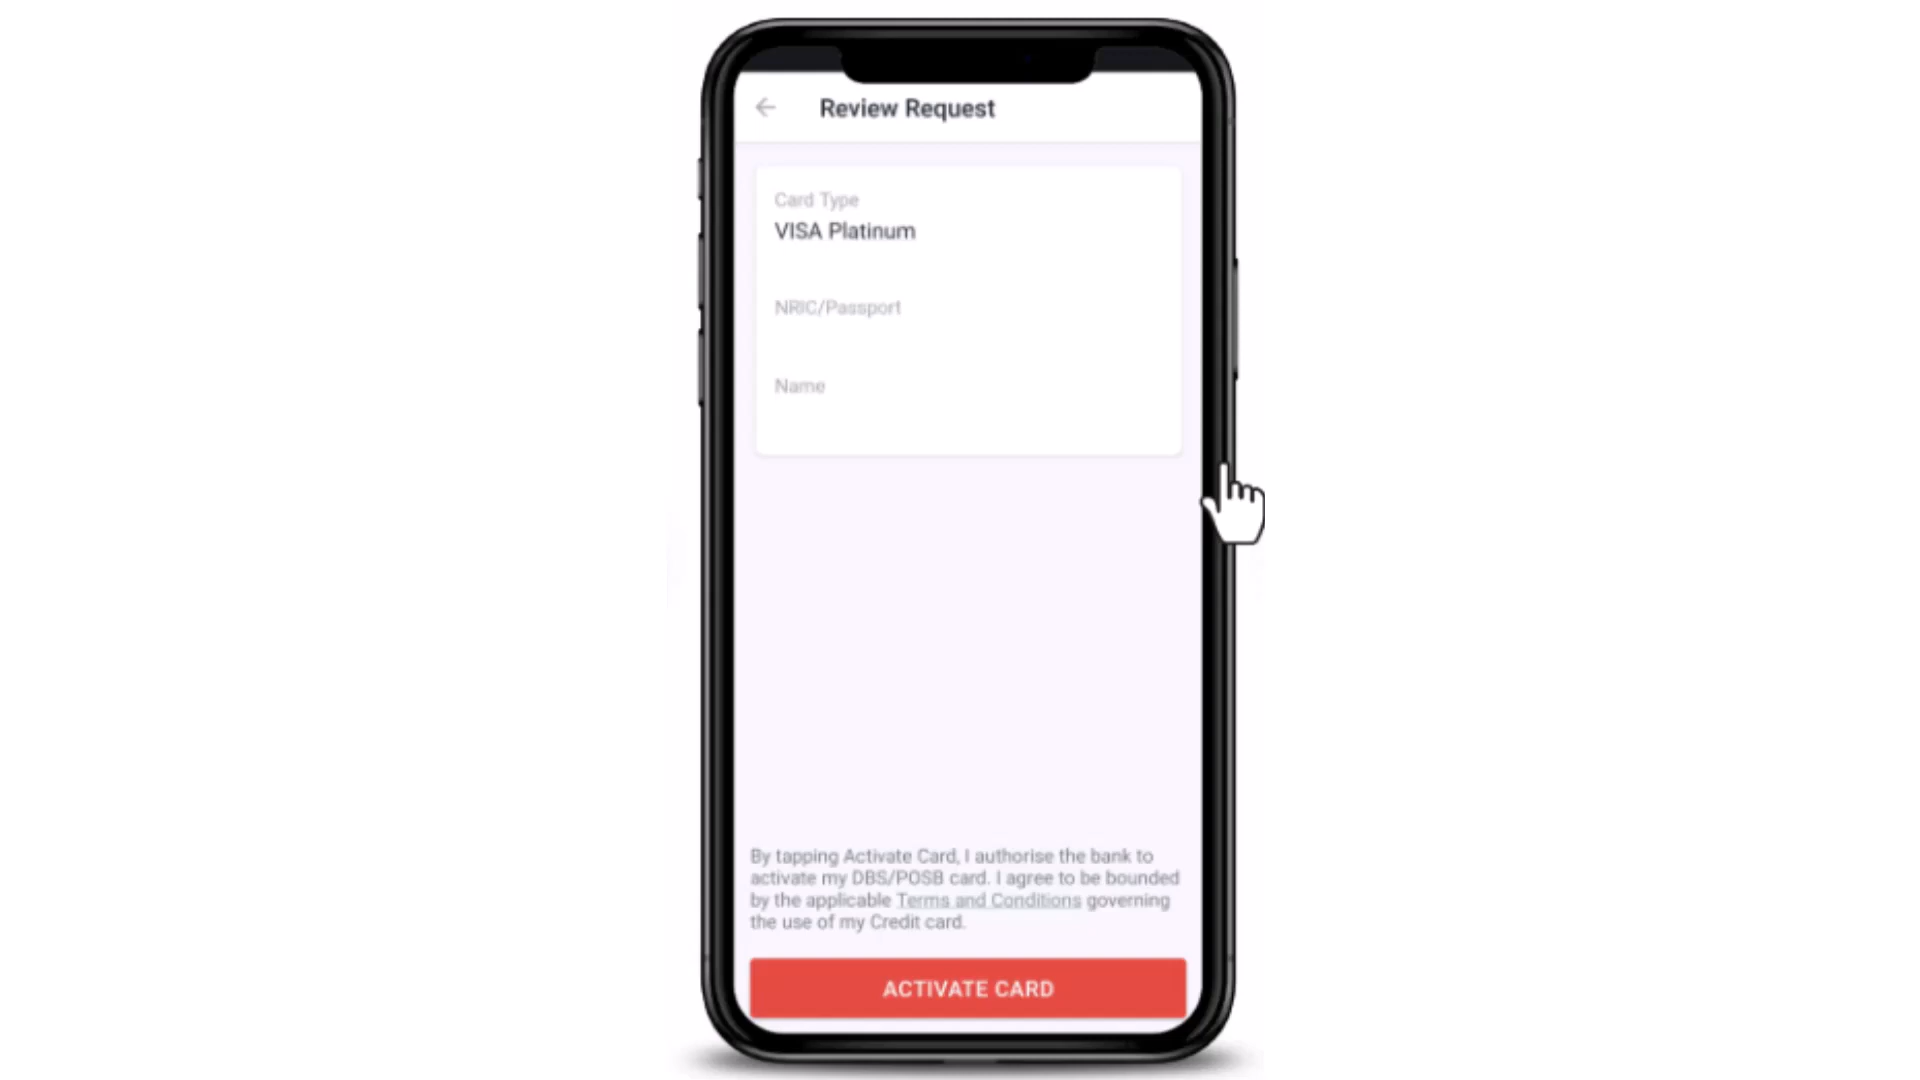 Review Request
Card Type
VISA Platinum
NRIC/Passport
Name
By tapping Activate Card, I authorise the bank to
activate my DBS/POSB card. I agree to be bounded
by the applicable Terms and Conditions governing
the use of my Credit card.
ACTIVATE CARD